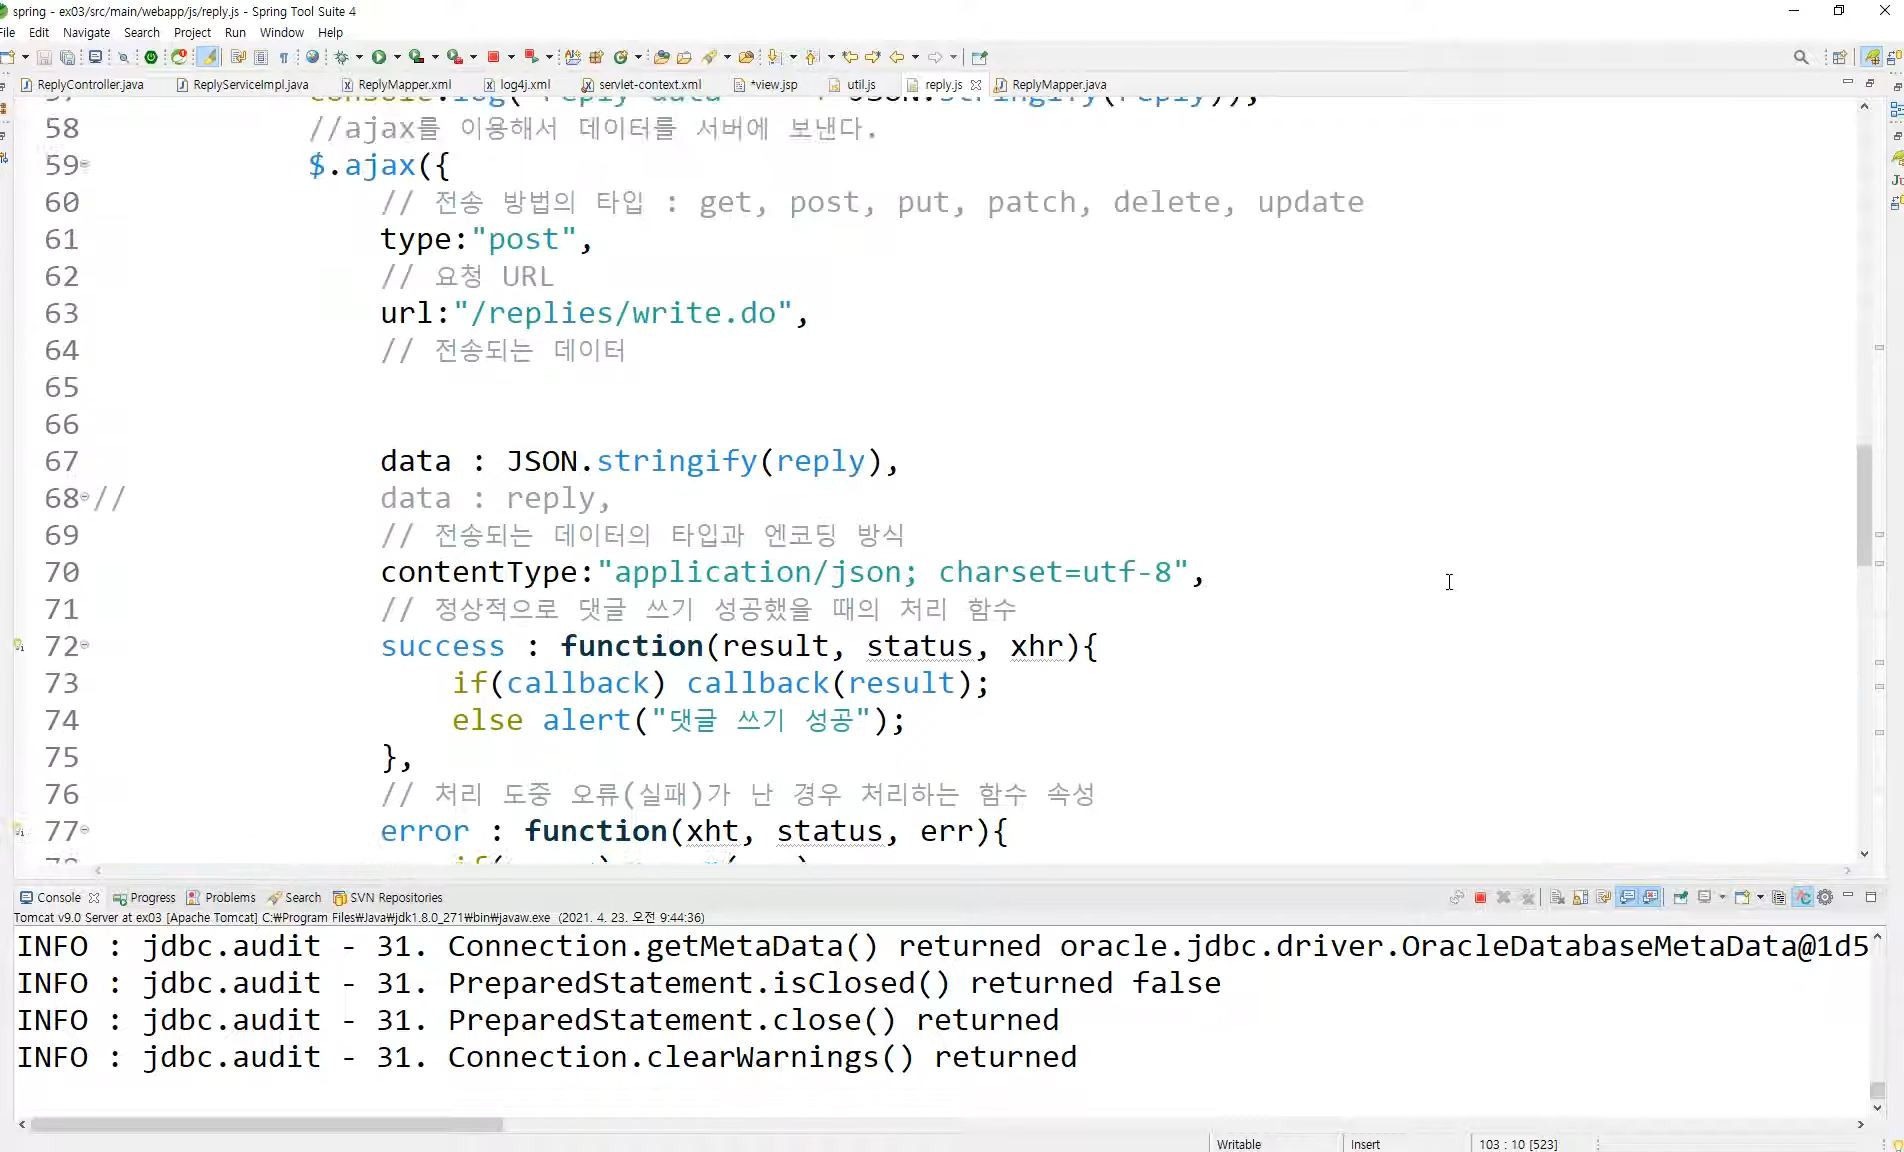 spring - ex03/src/main/webapp/js/reply.js - Spring Tool Suite 4
File Edit Navigate Search Project Run Window Help
ReplyController.java ReplyServiceImpl.java ReplyMapper.xml log4j.xml servlet-context.xml *view.jsp util.js reply.js ReplyMapper.java
58 //ajax를 이용해서 데이터를 서버에 보낸다.
59 $.ajax({
60 // 전송 방법의 타입 : get, post, put, patch, delete, update
61 type:"post",
62 // 요청 URL
63 url:"/replies/write.do",
64 // 전송되는 데이터
65
66
67 data : JSON.stringify(reply),
68 // data : reply,
69 // 전송되는 데이터의 타입과 엔코딩 방식
70 contentType:"application/json; charset=utf-8",
71 // 정상적으로 댓글 쓰기 성공했을 때의 처리 함수
72 success : function(result, status, xhr){
73 if(callback) callback(result);
74 else alert("댓글 쓰기 성공");
75 },
76 // 처리 도중 오류(실패)가 난 경우 처리하는 함수 속성
77 error : function(xht, status, err){
Console Progress Problems Search SVN Repositories
Tomcat v9.0 Server at ex03 [Apache Tomcat] C:₩Program Files₩Java₩jdk1.8.0_271₩bin₩javaw.exe (2021. 4. 23. 오전 9:44:36)
INFO : jdbc.audit - 31. Connection.getMetaData() returned oracle.jdbc.driver.OracleDatabaseMetaData@1d5
INFO : jdbc.audit - 31. PreparedStatement.isClosed() returned false
INFO : jdbc.audit - 31. PreparedStatement.close() returned
INFO : jdbc.audit - 31. Connection.clearWarnings() returned
Writable Insert 103 : 10 [523]